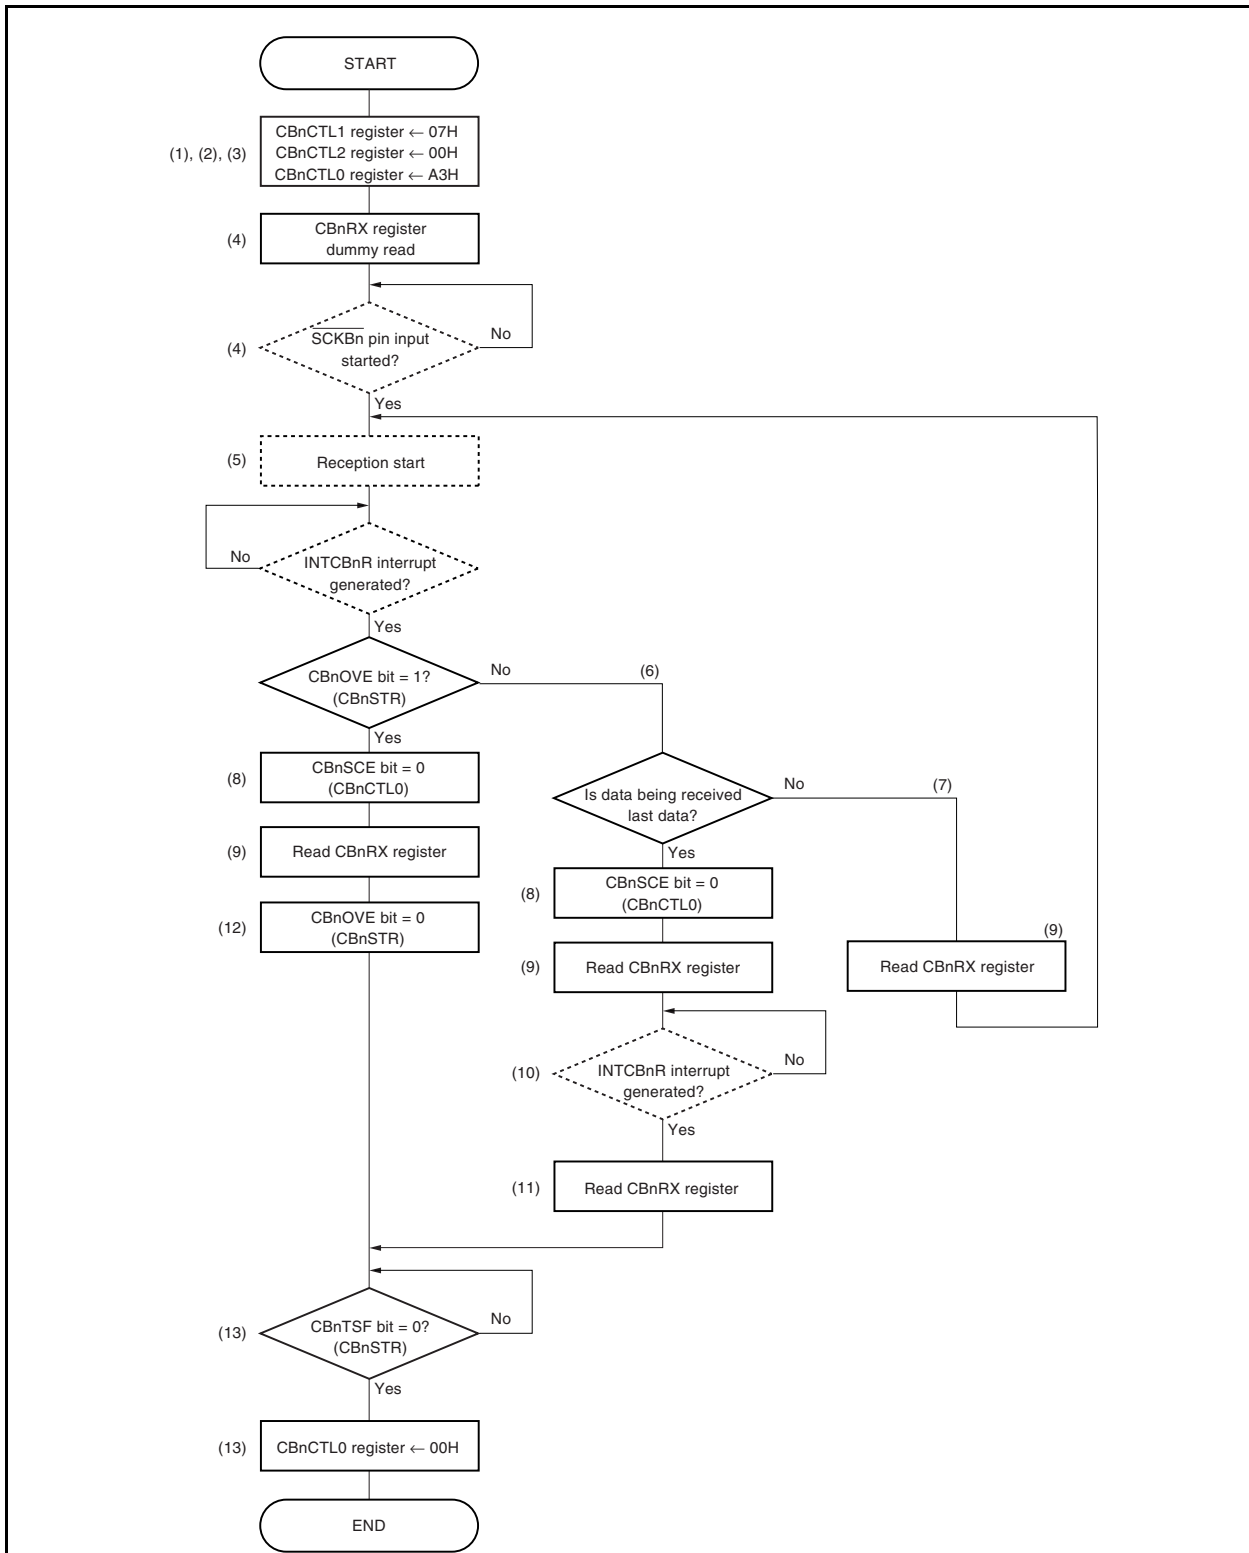 START
CBnCTL1 register ← 07H
(1), (2), (3)
CBnCTL2 register ← 00H
CBnCTL0 register ← A3H
(4)
CBnRX register
dummy read
(4)
SCKBn pin input
started?
No
Yes
(5)
Reception start
No
INTCBnR interrupt
generated?
Yes
CBnOVE bit = 1?
(CBnSTR)
No
(6)
Yes
(8)
CBnSCE bit = 0
(CBnCTL0)
Is data being received
last data?
No
(7)
Yes
(9)
Read CBnRX register
(8)
CBnSCE bit = 0
(CBnCTL0)
(12)
CBnOVE bit = 0
(CBnSTR)
(9)
Read CBnRX register
(9)
Read CBnRX register
(10)
INTCBnR interrupt
generated?
No
Yes
(11)
Read CBnRX register
(13)
CBnTSF bit = 0?
(CBnSTR)
No
Yes
(13)
CBnCTL0 register ← 00H
END